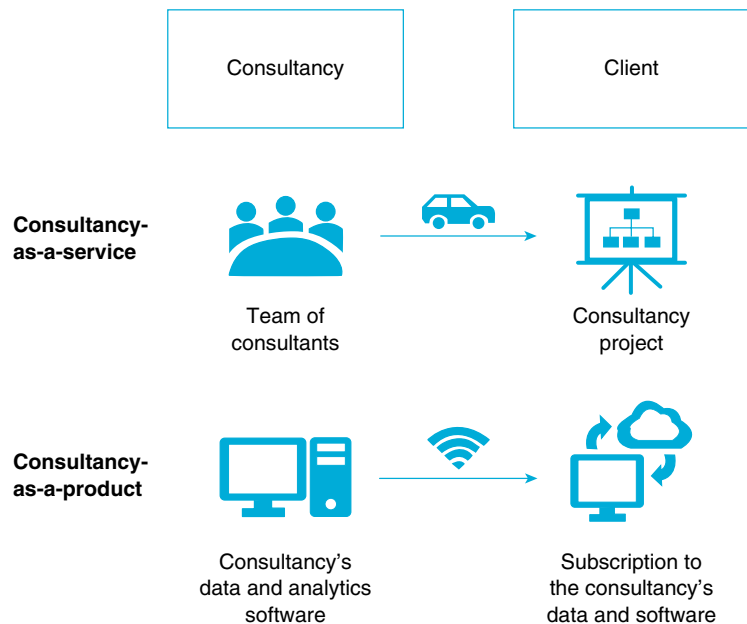 Consultancy
Client
Consultancy-
as-a-service
Team of
consultants
Consultancy
project
Consultancy-
as-a-product
Consultancy's
data and analytics
software
Subscription to
the consultancy's
data and software